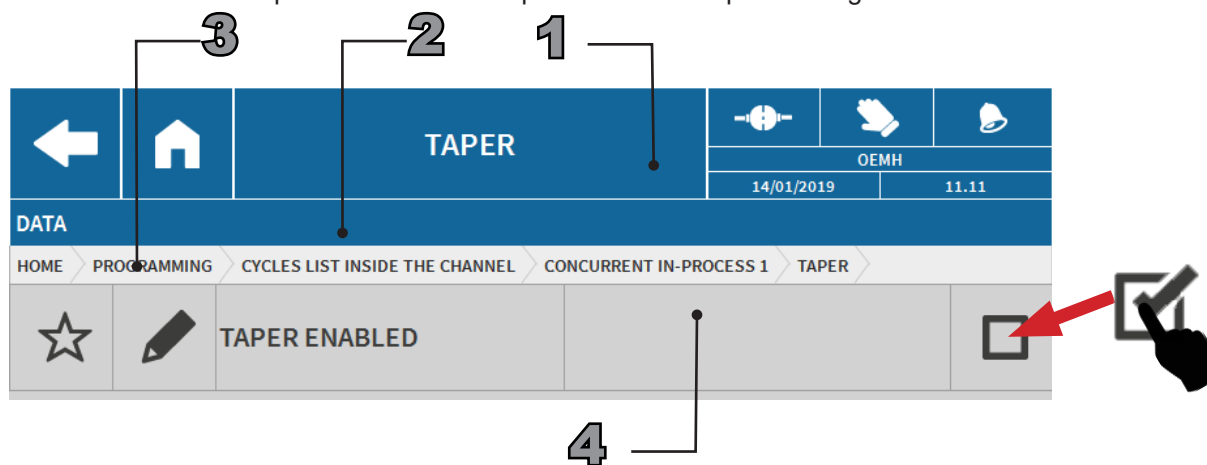 3 2 1
TAPER
OEMH
14/01/2019 11.11
DATA
HOME PROGRAMMING CYCLES LIST INSIDE THE CHANNEL CONCURRENT IN-PROCESS 1 TAPER
TAPER ENABLED
4